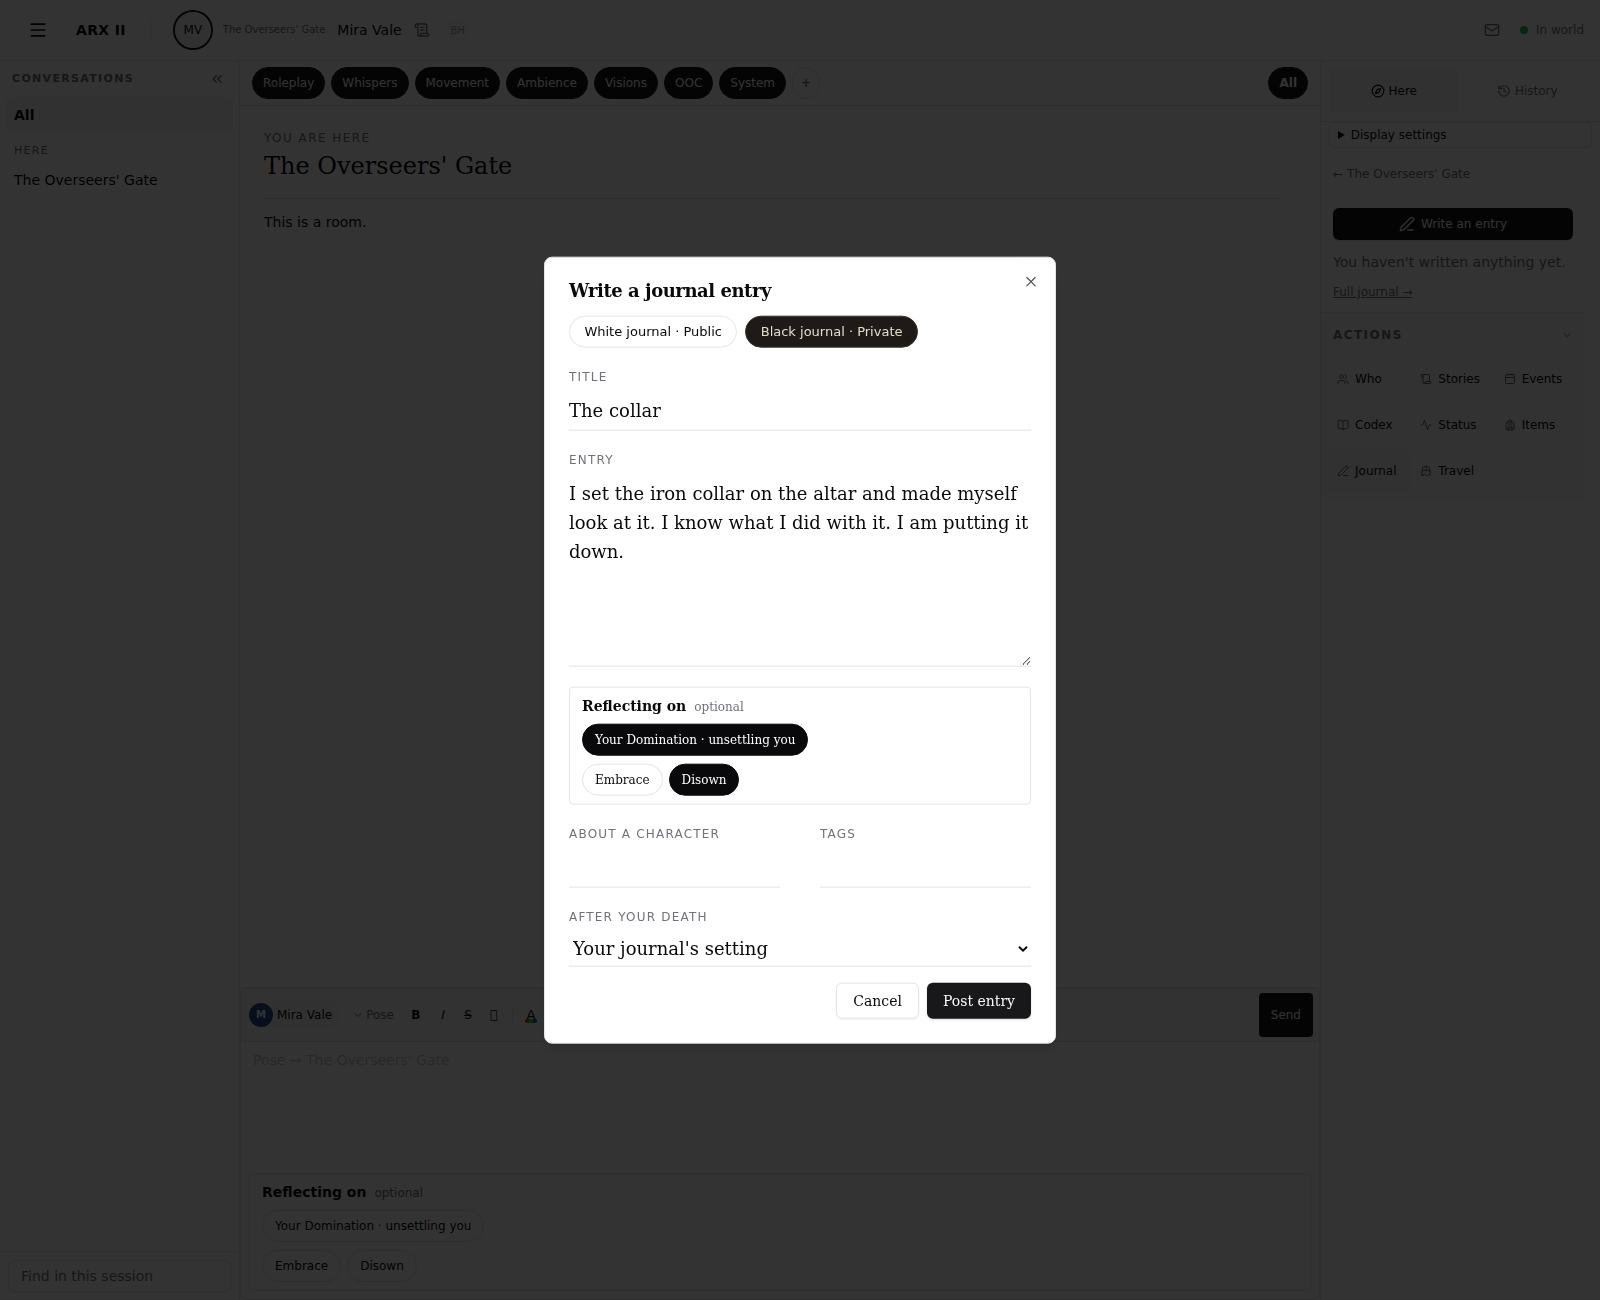 ARX II
MV
The Overseers' Gate
Mira Vale
BH
In world
CONVERSATIONS
All
HERE
The Overseers' Gate
Find in this session
Roleplay
Whispers
Movement
Ambience
Visions
OOC
System
+
All
YOU ARE HERE
The Overseers' Gate
This is a room.
Write a journal entry
White journal · Public
Black journal · Private
TITLE
The collar
ENTRY
I set the iron collar on the altar and made myself
look at it. I know what I did with it. I am putting it
down.
Reflecting on optional
Your Domination · unsettling you
Embrace
Disown
ABOUT A CHARACTER
TAGS
AFTER YOUR DEATH
Your journal's setting
Cancel
Post entry
M
Mira Vale
Pose
B
I
S
A
Send
Pose → The Overseers' Gate
Reflecting on optional
Your Domination · unsettling you
Embrace
Disown
Here
History
Display settings
← The Overseers' Gate
Write an entry
You haven't written anything yet.
Full journal →
ACTIONS
Who
Stories
Events
Codex
Status
Items
Journal
Travel